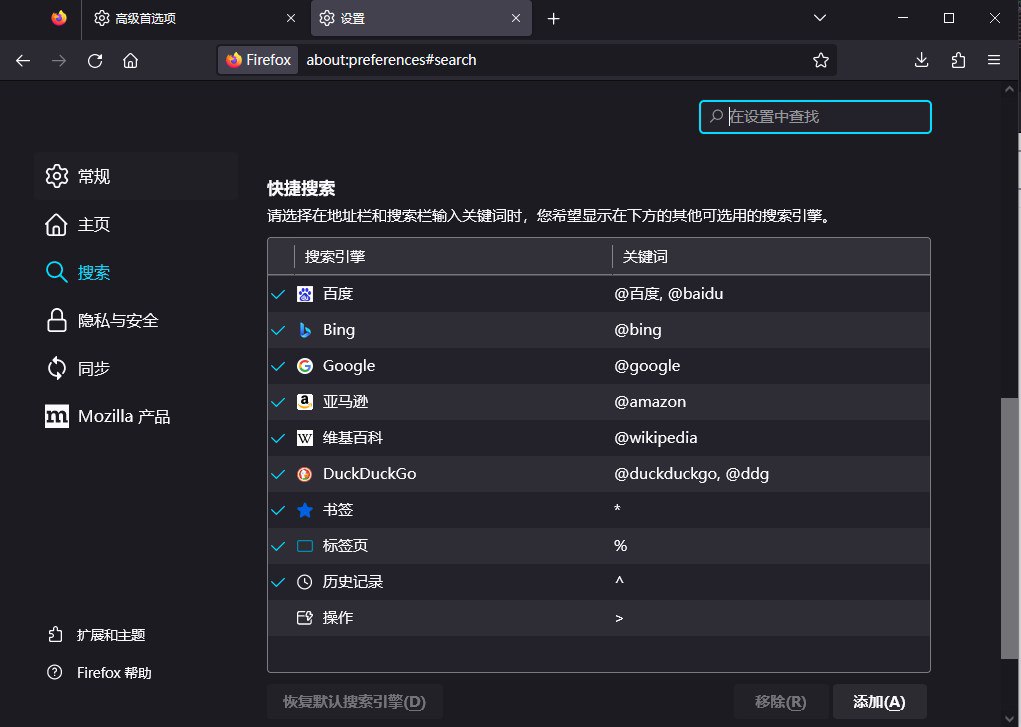 高级首选项
设置
Firefox
about:preferences#search
在设置中查找
常规
主页
搜索
隐私与安全
同步
Mozilla 产品
扩展和主题
Firefox 帮助
快捷搜索
请选择在地址栏和搜索栏输入关键词时，您希望显示在下方的其他可选用的搜索引擎。
搜索引擎 关键词
百度 @百度, @baidu
Bing @bing
Google @google
亚马逊 @amazon
维基百科 @wikipedia
DuckDuckGo @duckduckgo, @ddg
书签 *
标签页 %
历史记录 ^
操作 >
恢复默认搜索引擎(D) 移除(R) 添加(A)